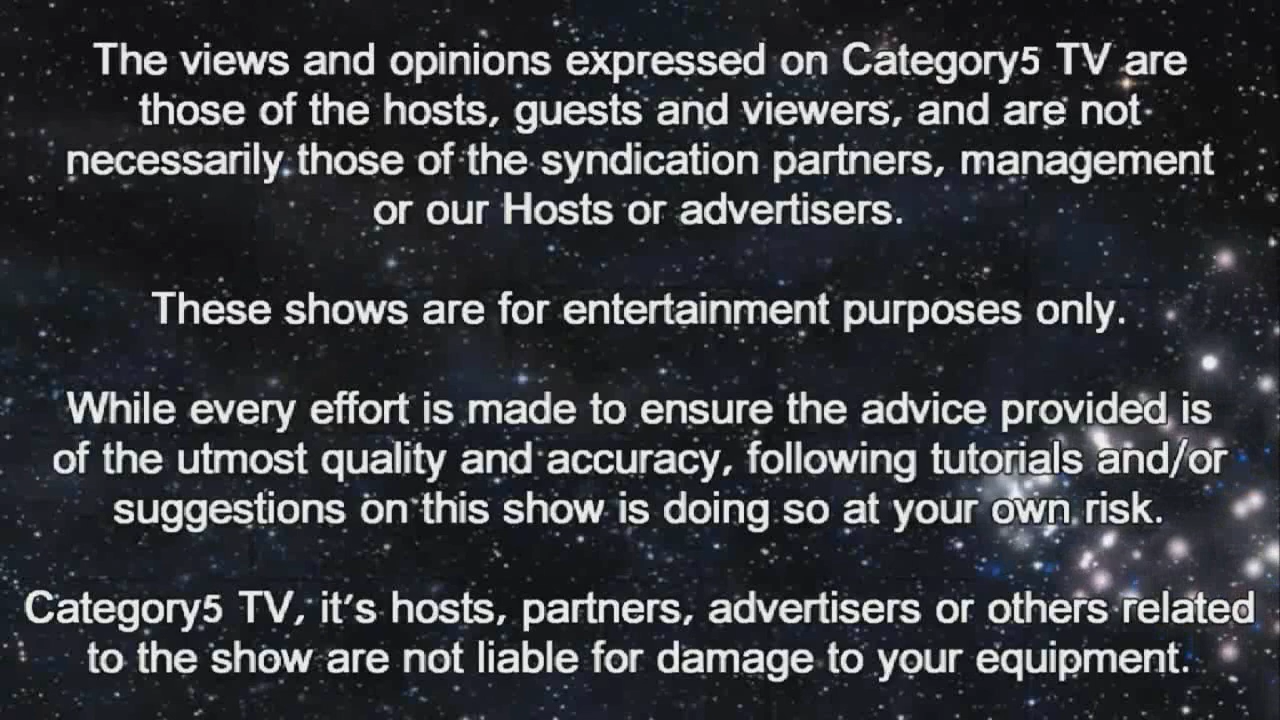 The views and opinions expressed on Category5 TV are
those of the hosts, guests and viewers, and are not
necessarily those of the syndication partners, management
or our Hosts or advertisers.
These shows are for entertainment purposes only.
While every effort is made to ensure the advice provided is
of the utmost quality and accuracy, following tutorials and/or
suggestions on this show is doing so at your own risk.
Category5 TV, it's hosts, partners, advertisers or others related
to the show are not liable for damage to your equipment.